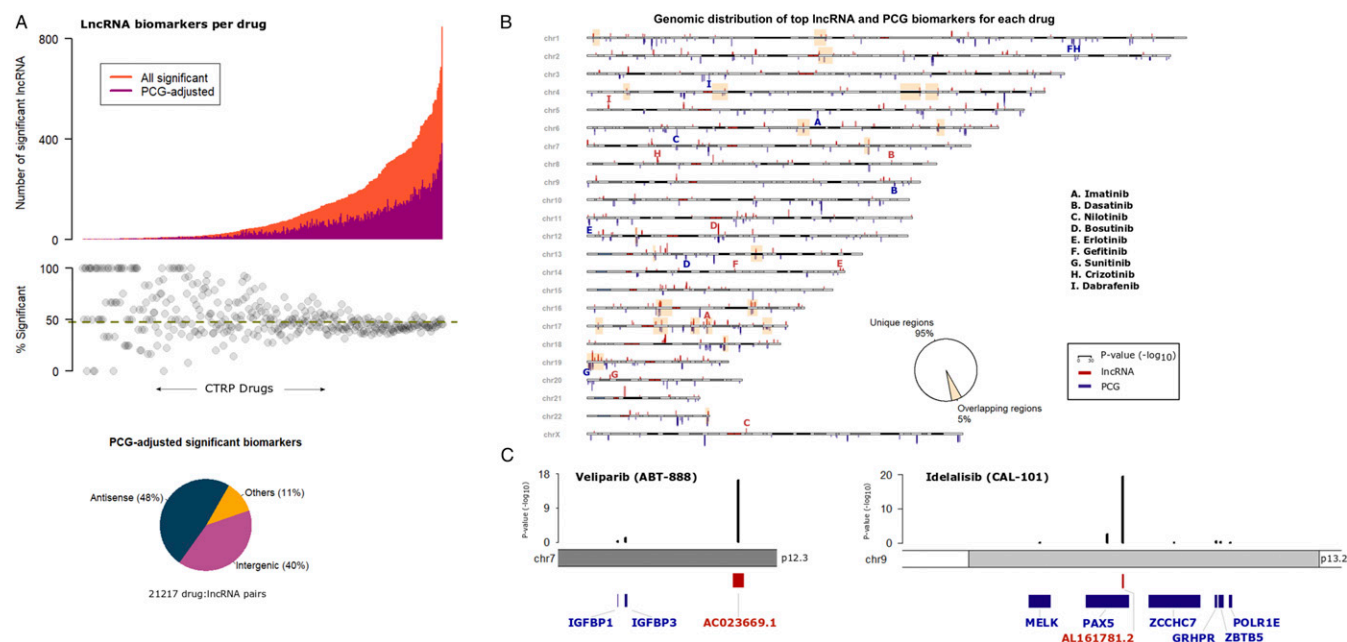 A
LncRNA biomarkers per drug
800
400
0
Number of significant lncRNA
All significant
PCG-adjusted
100
50
0
% Significant
CTRP Drugs
PCG-adjusted significant biomarkers
Antisense (48%)
Others (11%)
Intergenic (40%)
21217 drug:lncRNA pairs
B
Genomic distribution of top lncRNA and PCG biomarkers for each drug
chr1
FH
chr2
chr3
I
chr4
I
chr5
A
chr6
C
chr7
H
B
chr8
chr9
B
chr10
chr11
E
D
chr12
chr13
D
F
E
chr14
chr15
chr16
A
chr17
chr18
chr19
G
G
chr20
chr21
chr22
C
chrX
A. Imatinib
B. Dasatinib
C. Nilotinib
D. Bosutinib
E. Erlotinib
F. Gefitinib
G. Sunitinib
H. Crizotinib
I. Dabrafenib
Unique regions
95%
Overlapping regions
5%
P-value (-log10)
lncRNA
PCG
C
Veliparib (ABT-888)
18
12
6
0
P-value (-log10)
chr7
p12.3
IGFBP1
IGFBP3
AC023669.1
Idelalisib (CAL-101)
20
10
0
P-value (-log10)
chr9
p13.2
MELK
PAX5
ZCCHC7
POLR1E
AL161781.2
GRHPR
ZBTB5